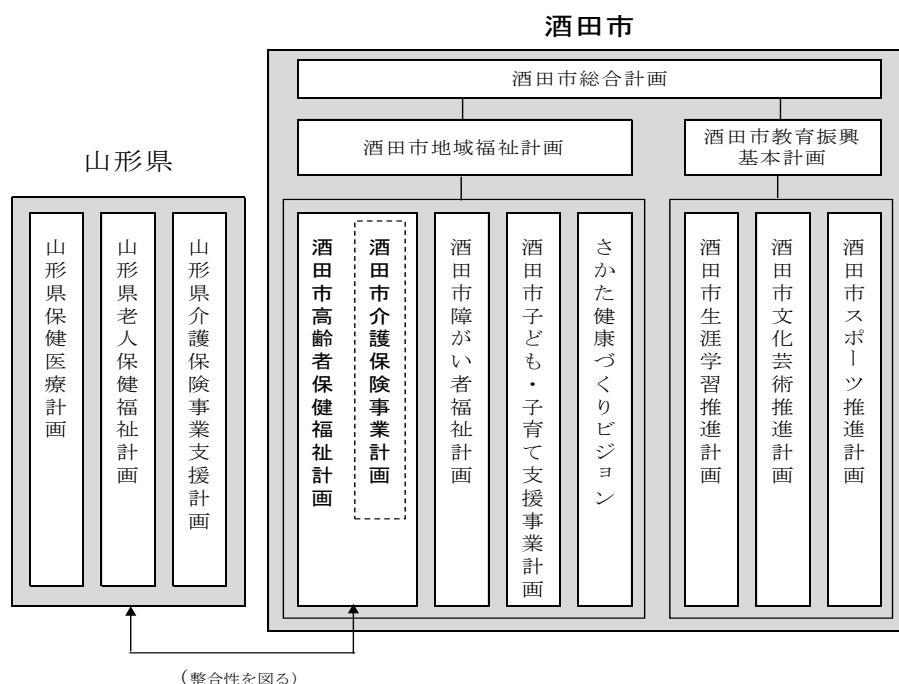 酒田市
酒田市総合計画
酒田市地域福祉計画
酒田市教育振興
基本計画
山形県
山形県保健医療計画
山形県老人保健福祉計画
山形県介護保険事業支援計画
酒田市高齢者保健福祉計画
酒田市介護保険事業計画
酒田市障がい者福祉計画
酒田市子ども・子育て支援事業計画
さかた健康づくりビジョン
酒田市生涯学習推進計画
酒田市文化芸術推進計画
酒田市スポーツ推進計画
(整合性を図る)